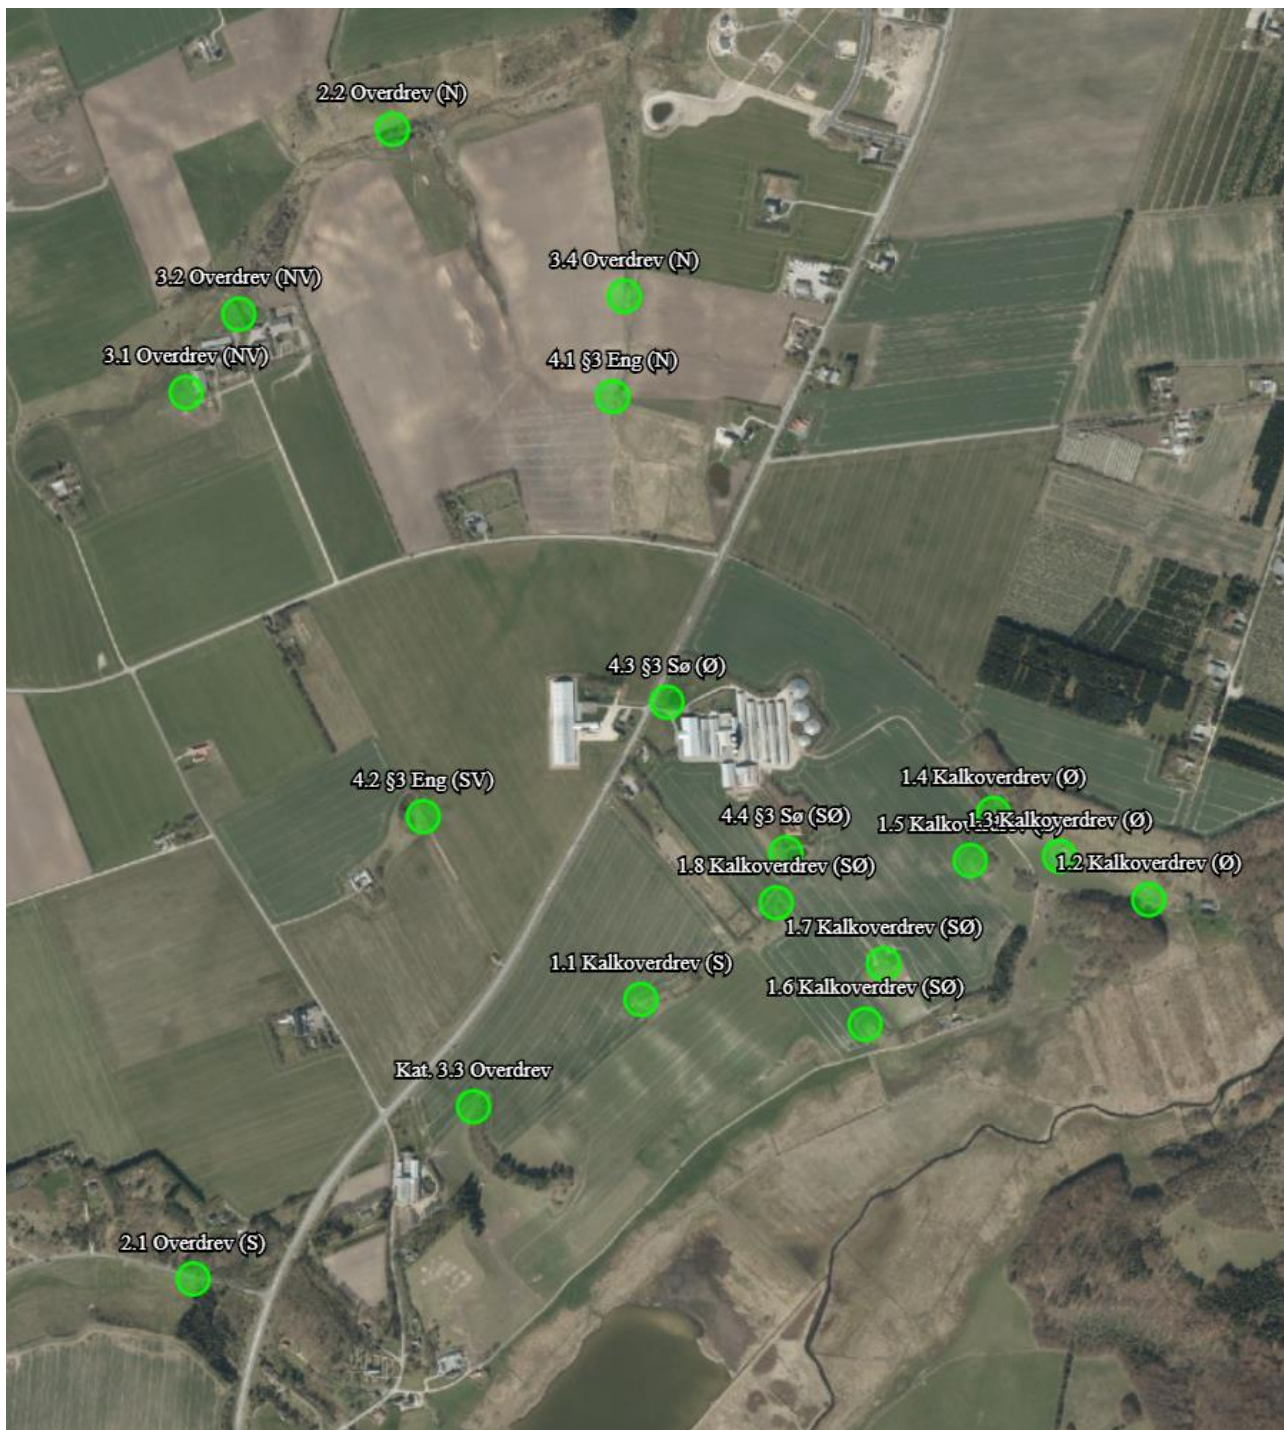 2.2 Overdrev (N)
3.4 Overdrev (N)
3.2 Overdrev (NV)
3.1 Overdrev (NV)
4.1 §3 Eng (N)
4.3 §3 Sø (Ø)
4.2 §3 Eng (SV)
1.4 Kalkoverdrev (Ø)
4.4 §3 Sø (SØ)
1.3 Kalkoverdrev (Ø)
1.5 Kalkoverdrev (Ø)
1.2 Kalkoverdrev (Ø)
1.8 Kalkoverdrev (SØ)
1.7 Kalkoverdrev (SØ)
1.1 Kalkoverdrev (S)
1.6 Kalkoverdrev (SØ)
Kat. 3.3 Overdrev
2.1 Overdrev (S)